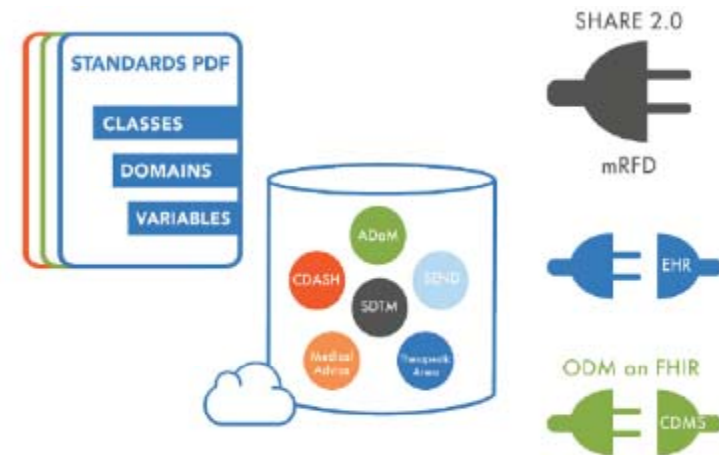 STANDARDS PDF
CLASSES
DOMAINS
VARIABLES
ADaM
CDASH
SEND
SDTM
Medical
Advice
Therapeutic
Areas
SHARE 2.0
mRFD
EHR
ODM on FHIR
CDMS